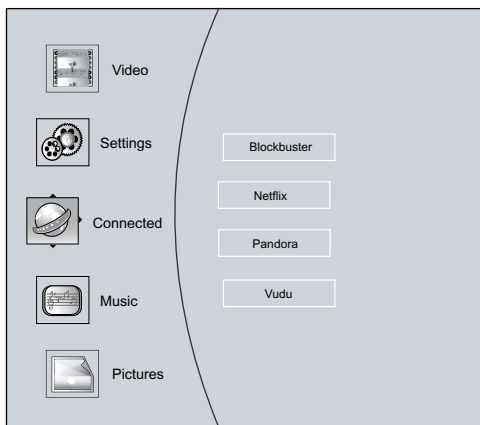 Video
Settings
Connected
Music
Pictures
Blockbuster
Netflix
Pandora
Vudu